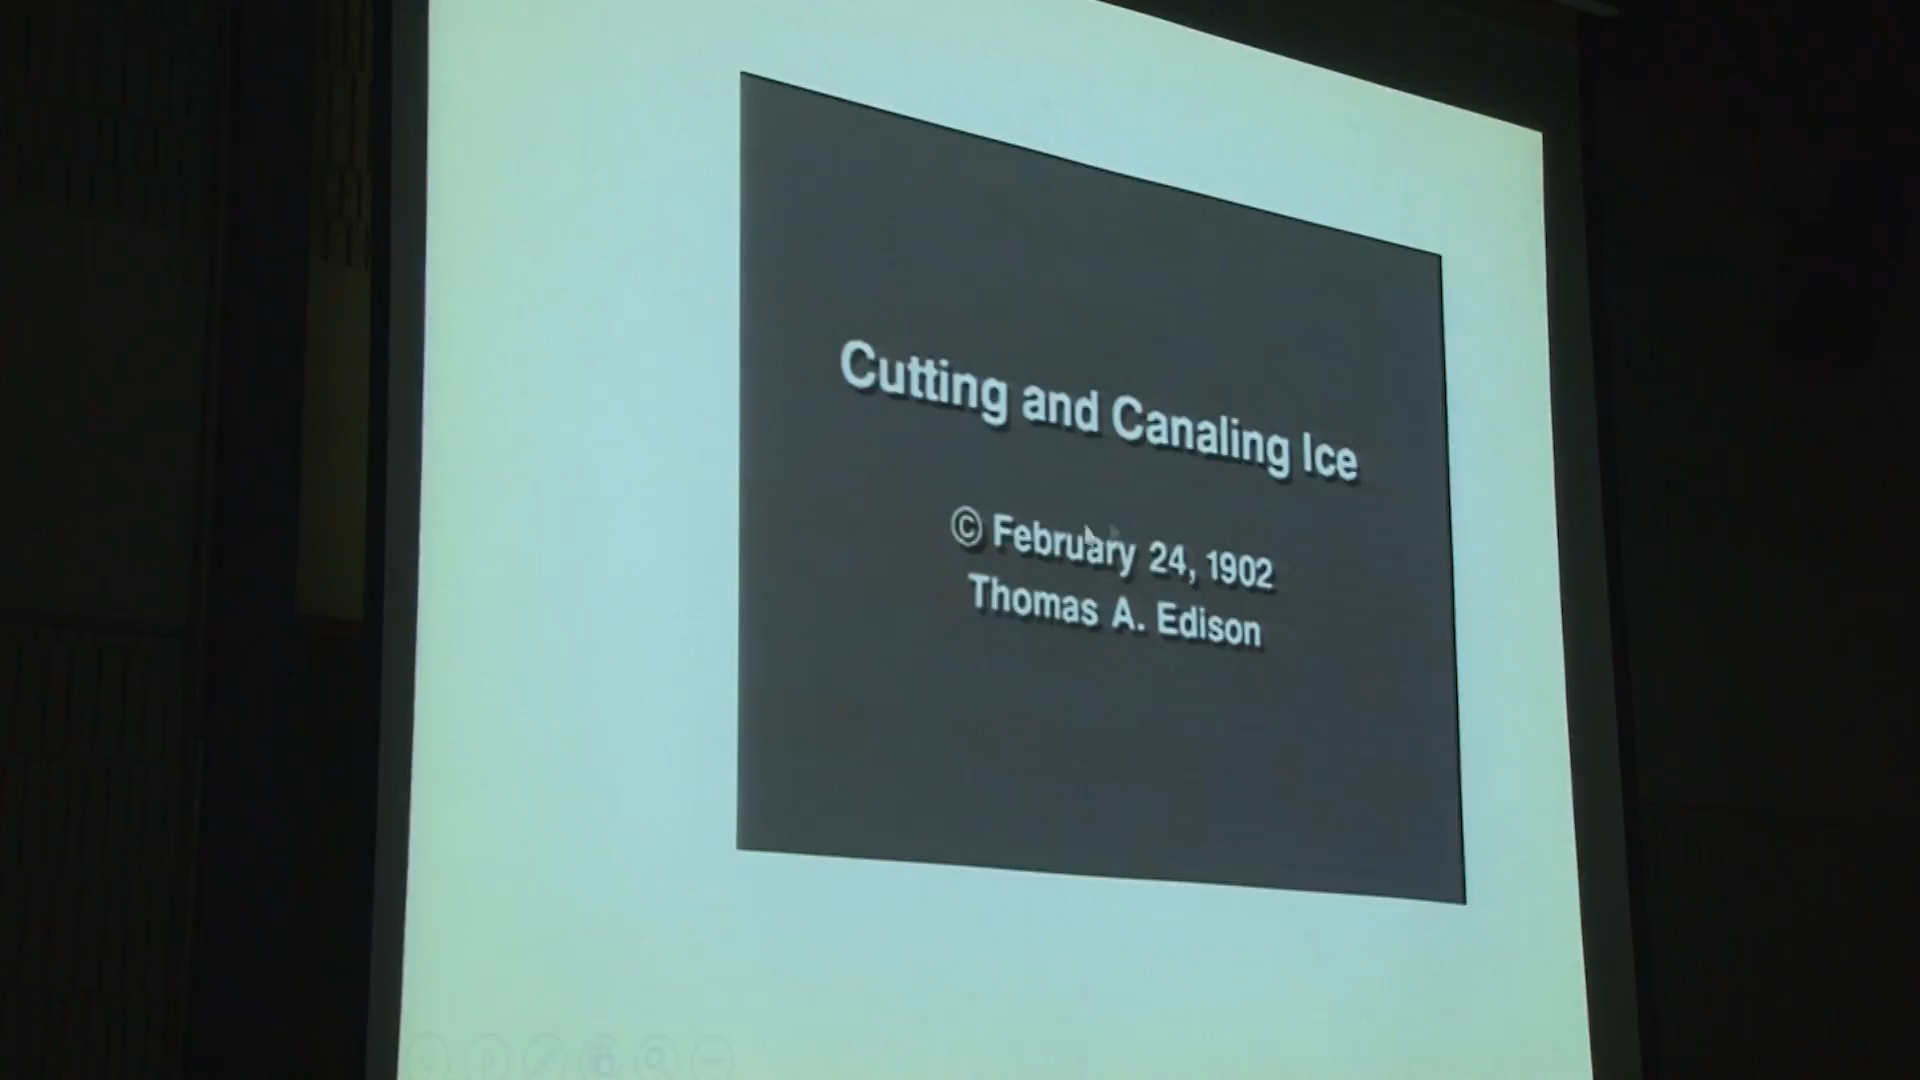 Cutting and Canaling Ice
© February 24, 1902
Thomas A. Edison